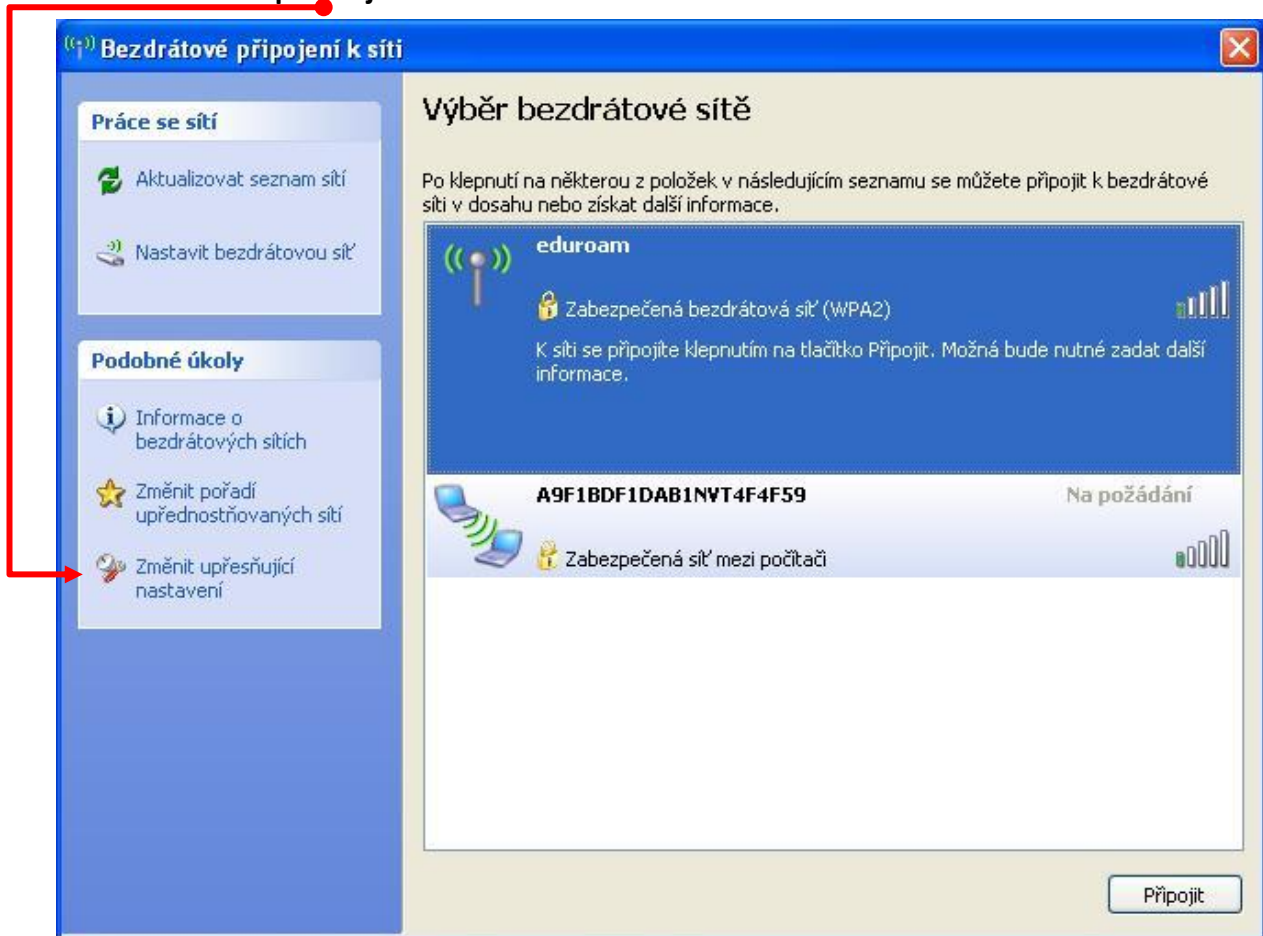 Bezdrátové připojení k síti
Práce se sítí
Aktualizovat seznam sítí
Nastavit bezdrátovou síť
Podobné úkoly
Informace o
bezdrátových sítích
Změnit pořadí
upřednostňovaných sítí
Změnit upřesňující
nastavení
Výběr bezdrátové sítě
Po klepnutí na některou z položek v následujícím seznamu se můžete připojit k bezdrátové
síti v dosahu nebo získat další informace.
eduroam
Zabezpečená bezdrátová síť (WPA2)
K síti se připojíte klepnutím na tlačítko Připojit. Možná bude nutné zadat další
informace.
A9F1BDF1DAB1NVT4F4F59
Na požádání
Zabezpečená síť mezi počítači
Připojit